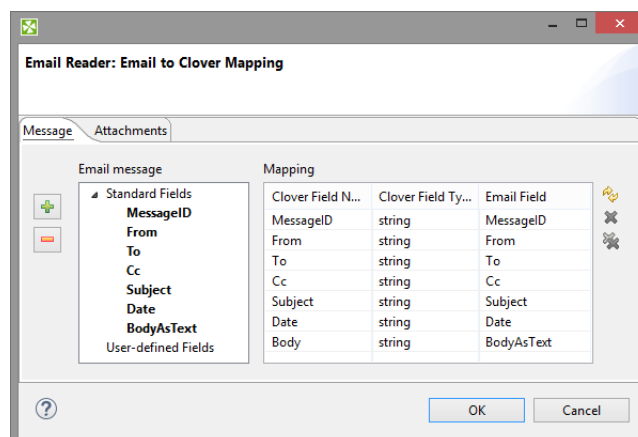 Email Reader: Email to Clover Mapping
Message Attachments
Email message
Standard Fields
MessageID
From
To
Cc
Subject
Date
BodyAsText
User-defined Fields
Mapping
Clover Field N... Clover Field Ty... Email Field
MessageID string MessageID
From string From
To string To
Cc string Cc
Subject string Subject
Date string Date
Body string BodyAsText
OK Cancel